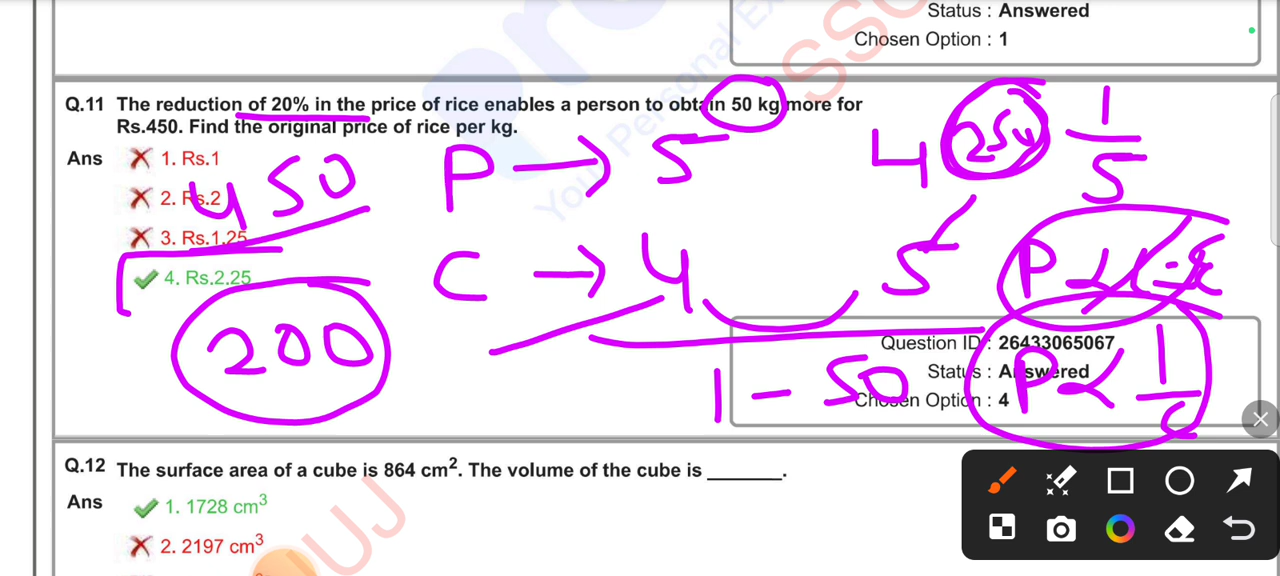 Status : Answered
Chosen Option : 1
Q.11 The reduction of 20% in the price of rice enables a person to obtain 50 kg more for
Rs.450. Find the original price of rice per kg.
Ans 1. Rs.1
2. Rs.2
3. Rs.1.25
4. Rs.2.25
450
200
P → 5 4 25% 1/5
C → 4 5
P ∝ 1/C
1 - 50
Question ID : 26433065067
Status : Answered
Chosen Option : 4
Q.12 The surface area of a cube is 864 cm². The volume of the cube is ______.
Ans 1. 1728 cm³
2. 2197 cm³